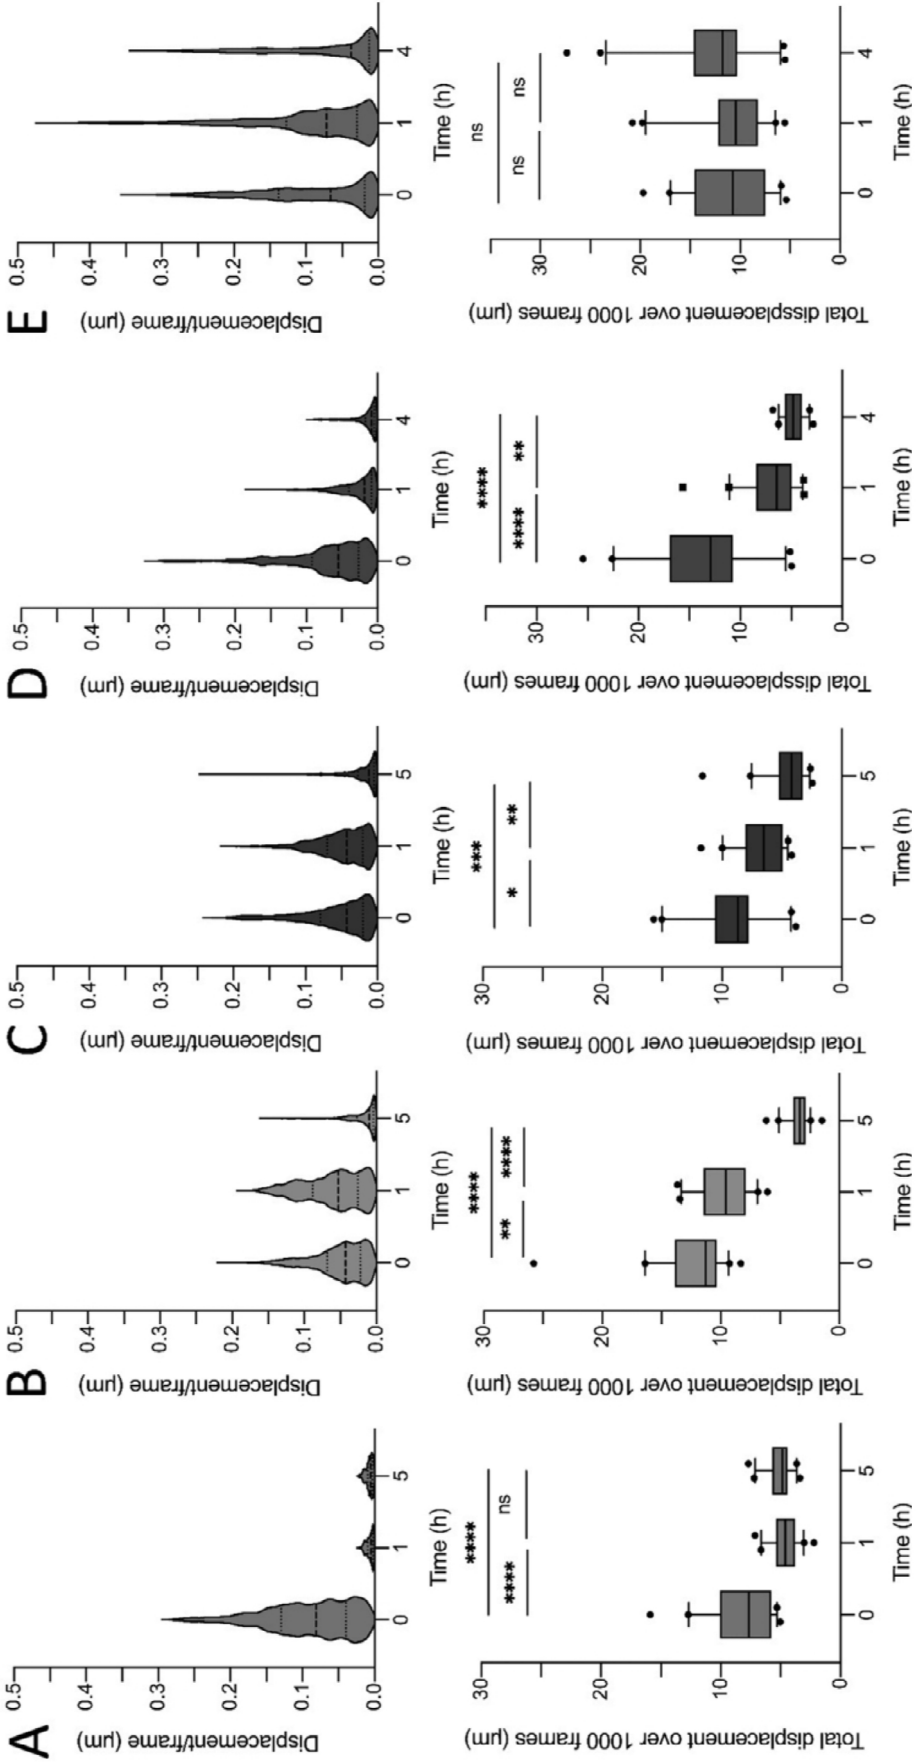 A
Displacement/frame (μm)
0.5
0.4
0.3
0.2
0.1
0.0
0 1 5
Time (h)
Total displacement over 1000 frames (μm)
30
20
10
0
****
**** ns
0 1 5
Time (h)
B
Displacement/frame (μm)
0.5
0.4
0.3
0.2
0.1
0.0
0 1 5
Time (h)
Total displacement over 1000 frames (μm)
30
20
10
0
****
** ****
0 1 5
Time (h)
C
Displacement/frame (μm)
0.5
0.4
0.3
0.2
0.1
0.0
0 1 5
Time (h)
Total displacement over 1000 frames (μm)
30
20
10
0
***
* **
0 1 5
Time (h)
D
Displacement/frame (μm)
0.5
0.4
0.3
0.2
0.1
0.0
0 1 4
Time (h)
Total dissplacement over 1000 frames (μm)
30
20
10
0
****
**** **
0 1 4
Time (h)
E
Displacement/frame (μm)
0.5
0.4
0.3
0.2
0.1
0.0
0 1 4
Time (h)
Total dissplacement over 1000 frames (μm)
30
20
10
0
ns
ns ns
0 1 4
Time (h)